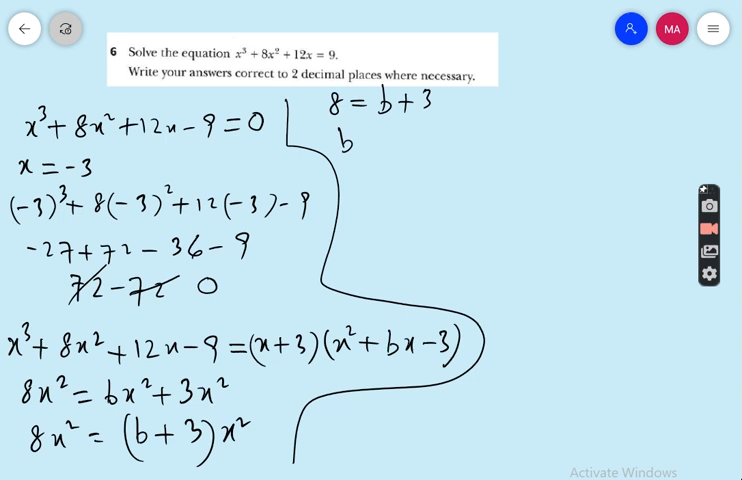 MA
6 Solve the equation x³ + 8x² + 12x = 9.
Write your answers correct to 2 decimal places where necessary.
x³ + 8x² + 12x - 9 = 0
x = -3
(-3)³ + 8(-3)² + 12(-3) - 9
-27 + 72 - 36 - 9
72 - 72 0
x³ + 8x² + 12x - 9 = (x+3)(x² + bx - 3)
8x² = bx² + 3x²
8x² = (b + 3)x²
8 = b + 3
b
Activate Windows